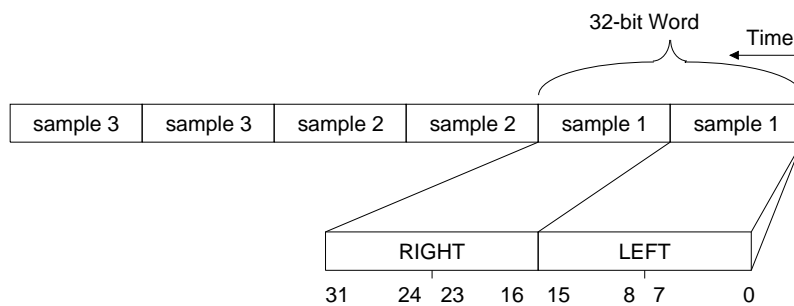 32-bit Word
Time
sample 3 sample 3 sample 2 sample 2 sample 1 sample 1
RIGHT LEFT
31 24 23 16 15 8 7 0